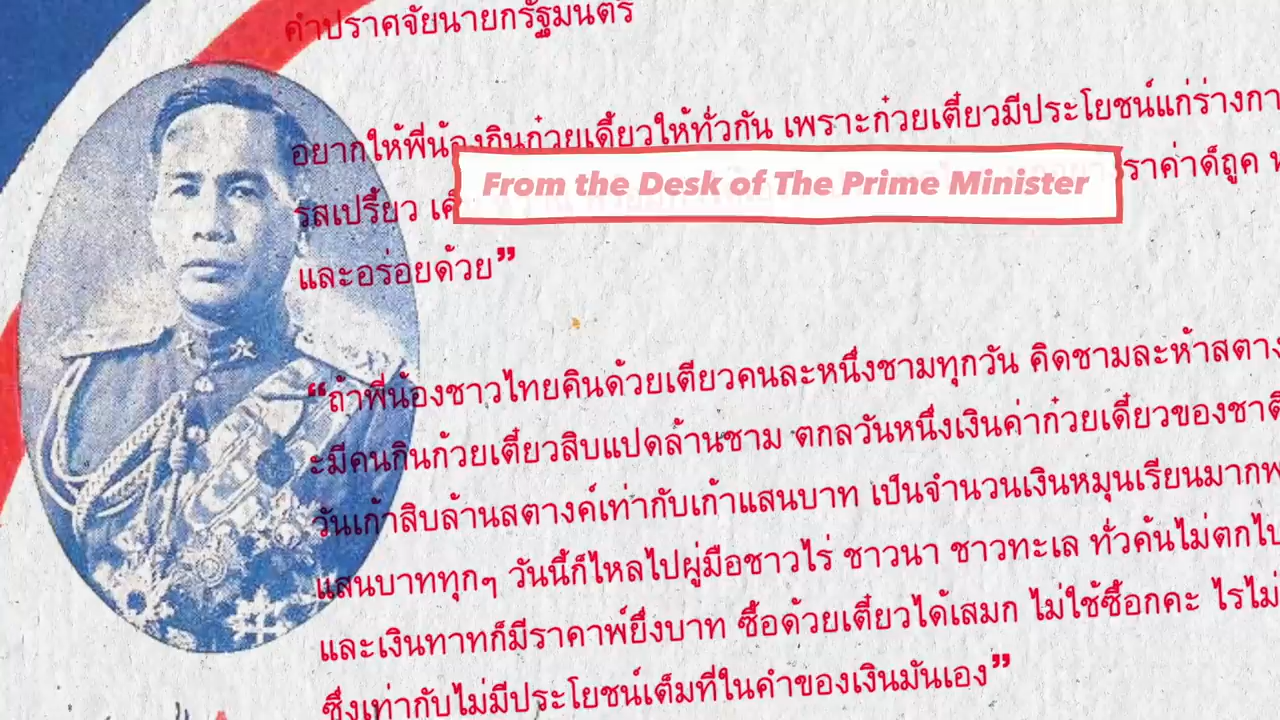 คำปราศจัยนายกรัฐมนตรี
อยากให้พี่น้องกินก๋วยเดี้ยวให้ทั่วกัน เพราะก๋วยเตี๋ยวมีประโยชน์แก่ร่างกา
From the Desk of The Prime Minister
รสเปรี้ยว ราค่าด็ถูค
และอร่อยด้วย”
“ถ้าพี่น้องชาวไทยคินด้วยเตียวคนละหนึ่งชามทุกวัน คิดชามละห้าสตาง
ะมีคนกินก้วยเตี๋ยวสิบแปดล้านชาม ตกลวันหนึ่งเงินค่าก๋วยเดี๋ยวของชาติ
วันเก้าสิบล้านสตางค์เท่ากับเก้าแสนบาท เป็นจำนวนเงินหมุนเรียนมากพ
แสนบาททุกๆ วันนี้ก็ไหลไปผู่มือชาวไร่ ชาวนา ชาวทะเล ทั่วค้นไม่ตกไป
และเงินทาทก็มีราคาพ์ยี่งบาท ซื้อด้วยเตี๋ยวได้เสมก ไม่ใช้ซื้อกคะ ไรไม่
ซึ่งเท่ากับไม่มีประโยชน์เต็มที่ในคำของเงินมันเอง”